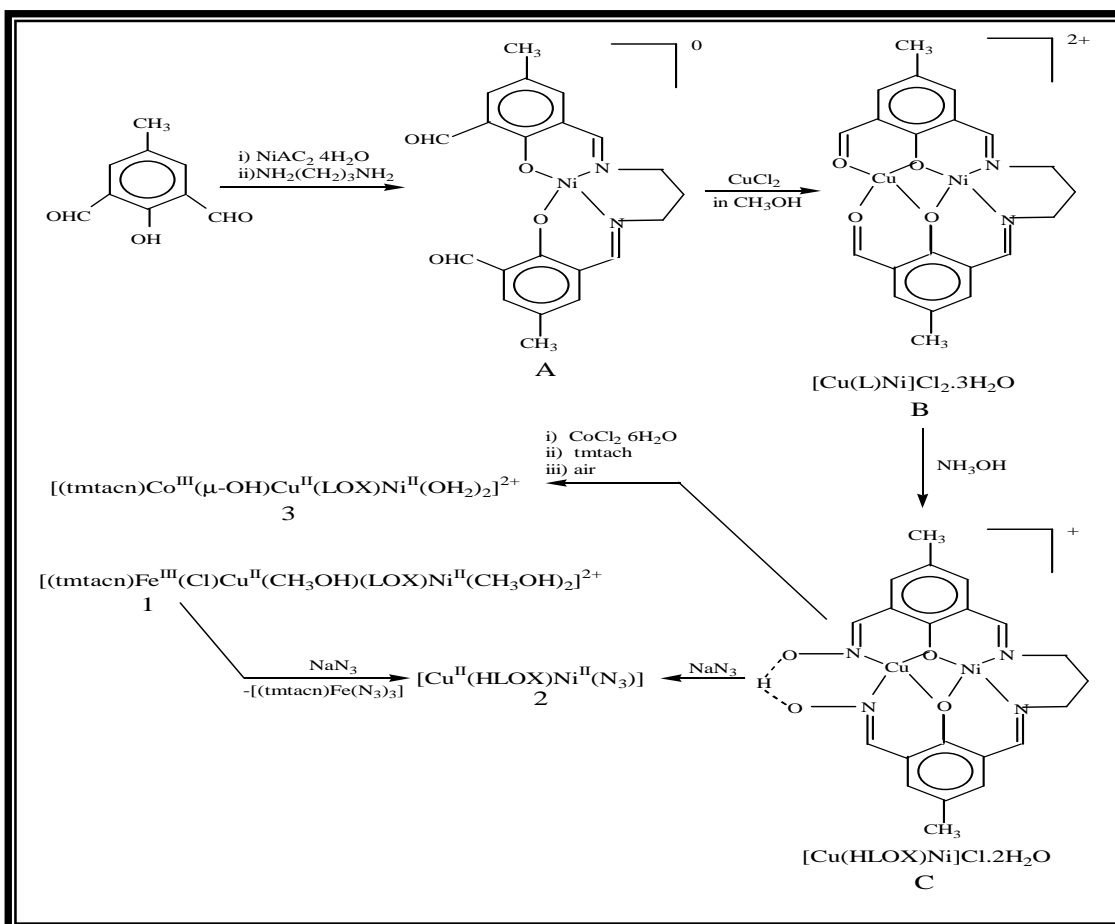 CH₃
OHC
CHO
OH
i) NiAC₂ 4H₂O
ii)NH₂(CH₂)₃NH₂
0
CH₃
OHC
O
N
Ni
O
N
OHC
CH₃
A
CuCl₂
in CH₃OH
2+
CH₃
O
O
N
Cu
Ni
O
O
N
CH₃
[Cu(L)Ni]Cl₂.3H₂O
B
NH₃OH
i) CoCl₂ 6H₂O
ii) tmtach
iii) air
[(tmtacn)Coᴵᴵᴵ(μ-OH)Cuᴵᴵ(LOX)Niᴵᴵ(OH₂)₂]²⁺
3
[(tmtacn)Feᴵᴵᴵ(Cl)Cuᴵᴵ(CH₃OH)(LOX)Niᴵᴵ(CH₃OH)₂]²⁺
1
NaN₃
-[(tmtacn)Fe(N₃)₃]
[Cuᴵᴵ(HLOX)Niᴵᴵ(N₃)]
2
NaN₃
+
CH₃
O
N
O
N
Cu
Ni
H
O
N
O
N
CH₃
[Cu(HLOX)Ni]Cl.2H₂O
C